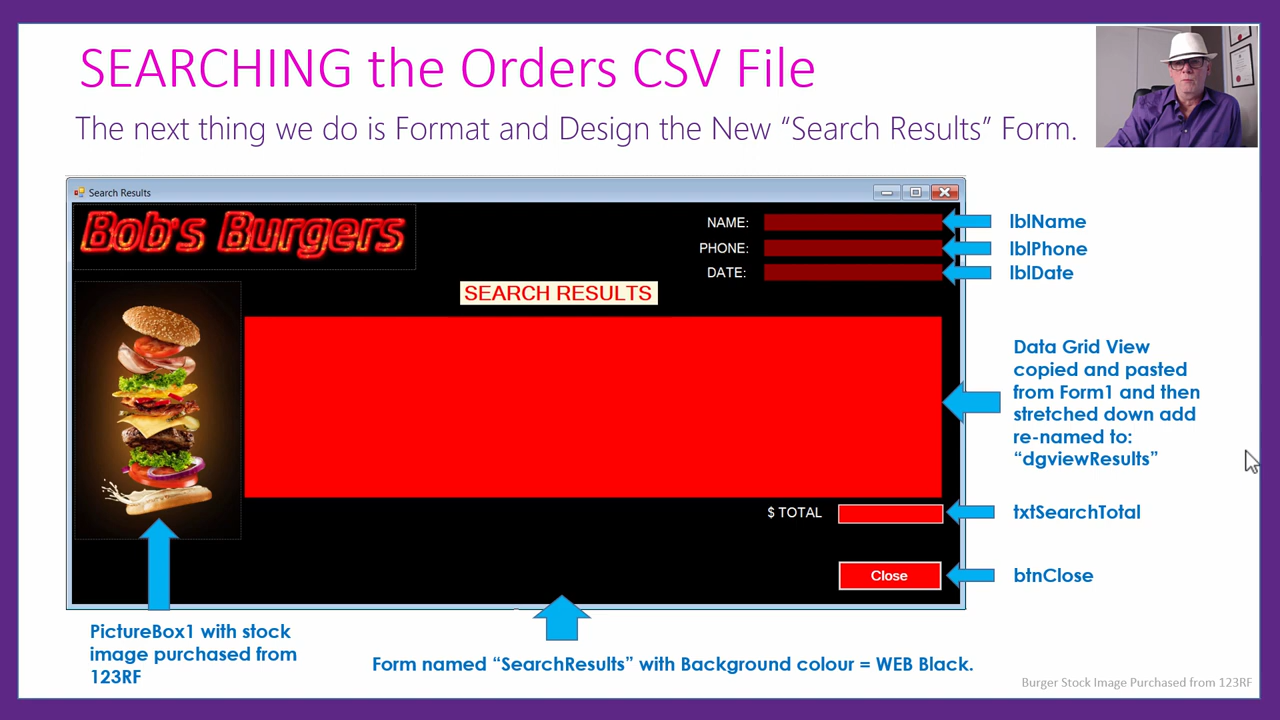 SEARCHING the Orders CSV File
The next thing we do is Format and Design the New “Search Results” Form.
Search Results
Bob's Burgers
NAME:
lblName
PHONE:
lblPhone
DATE:
lblDate
SEARCH RESULTS
Data Grid View
copied and pasted
from Form1 and then
stretched down add
re-named to:
“dgviewResults”
$ TOTAL
txtSearchTotal
Close
btnClose
PictureBox1 with stock
image purchased from
123RF
Form named “SearchResults” with Background colour = WEB Black.
Burger Stock Image Purchased from 123RF